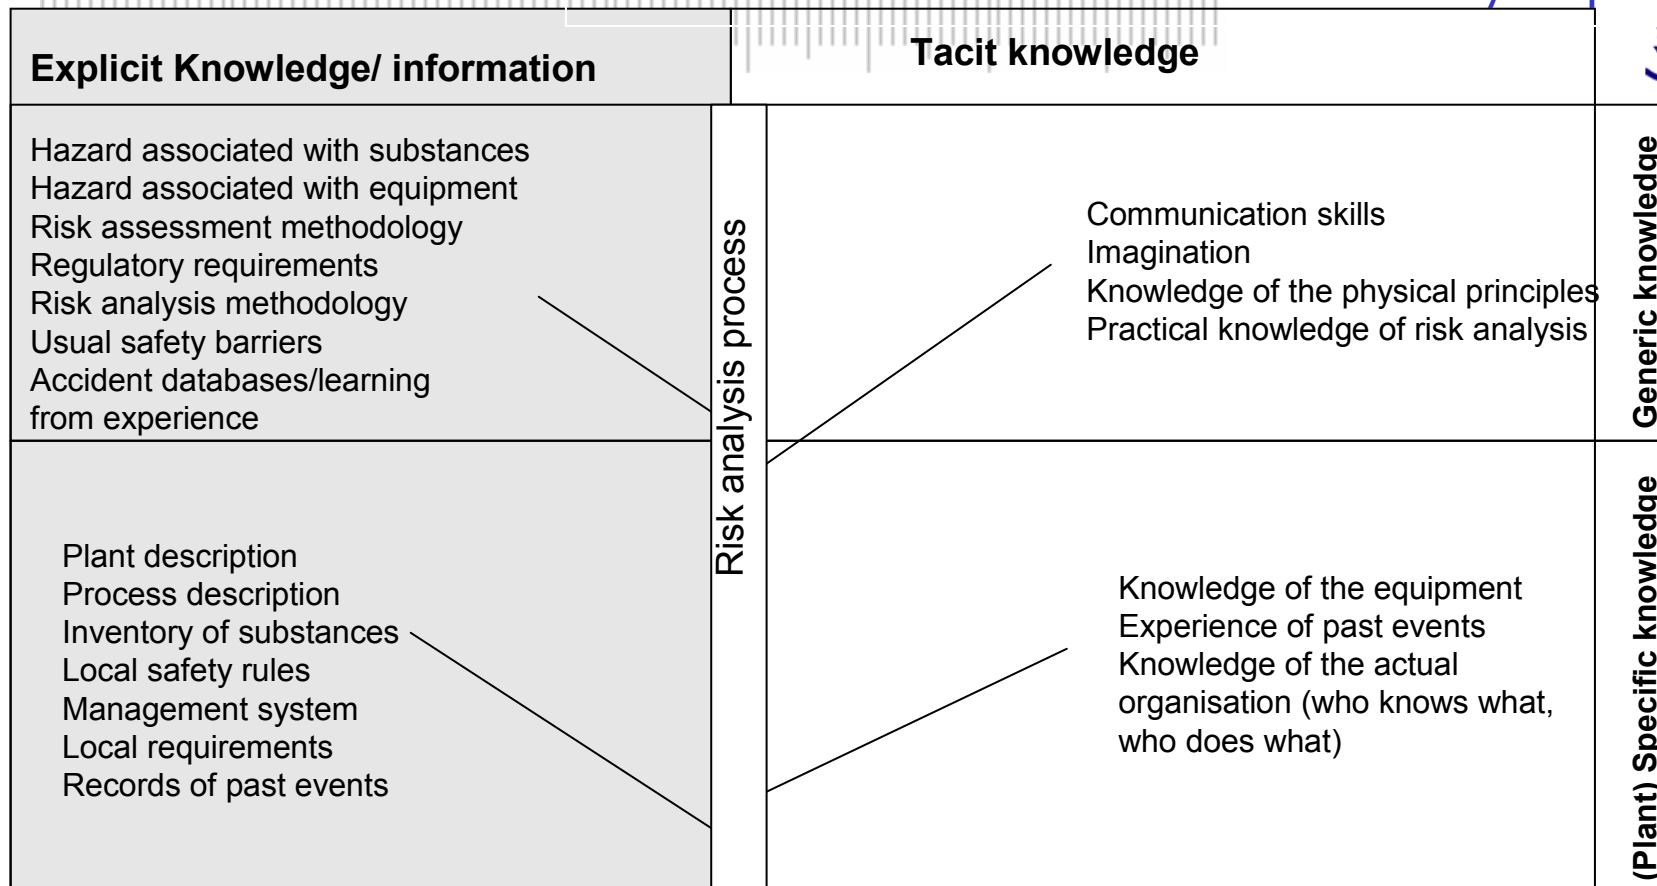 Explicit Knowledge/ information
Tacit knowledge
Hazard associated with substances
Hazard associated with equipment
Risk assessment methodology
Regulatory requirements
Risk analysis methodology
Usual safety barriers
Accident databases/learning
from experience
Risk analysis process
Communication skills
Imagination
Knowledge of the physical principles
Practical knowledge of risk analysis
Generic knowledge
Plant description
Process description
Inventory of substances
Local safety rules
Management system
Local requirements
Records of past events
Knowledge of the equipment
Experience of past events
Knowledge of the actual
organisation (who knows what,
who does what)
(Plant) Specific knowledge